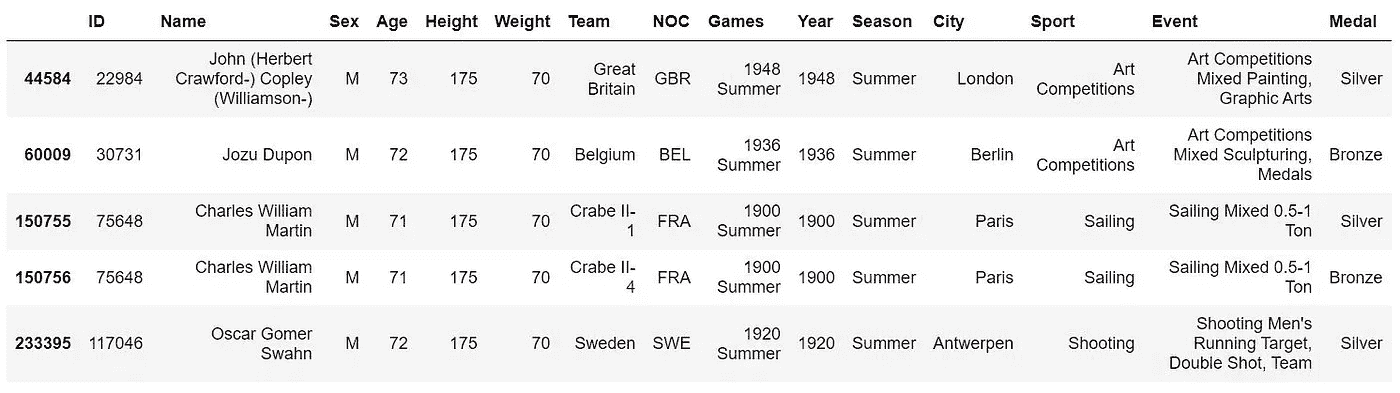 ID Name Sex Age Height Weight Team NOC Games Year Season City Sport Event Medal
44584 22984 John (Herbert Crawford-) Copley (Williamson-) M 73 175 70 Great Britain GBR 1948 Summer 1948 Summer London Art Competitions Art Competitions Mixed Painting, Graphic Arts Silver
60009 30731 Jozu Dupon M 72 175 70 Belgium BEL 1936 Summer 1936 Summer Berlin Art Competitions Art Competitions Mixed Sculpturing, Medals Bronze
150755 75648 Charles William Martin M 71 175 70 Crabe II-1 FRA 1900 Summer 1900 Summer Paris Sailing Sailing Mixed 0.5-1 Ton Silver
150756 75648 Charles William Martin M 71 175 70 Crabe II-4 FRA 1900 Summer 1900 Summer Paris Sailing Sailing Mixed 0.5-1 Ton Bronze
233395 117046 Oscar Gomer Swahn M 72 175 70 Sweden SWE 1920 Summer 1920 Summer Antwerpen Shooting Shooting Men's Running Target, Double Shot, Team Silver